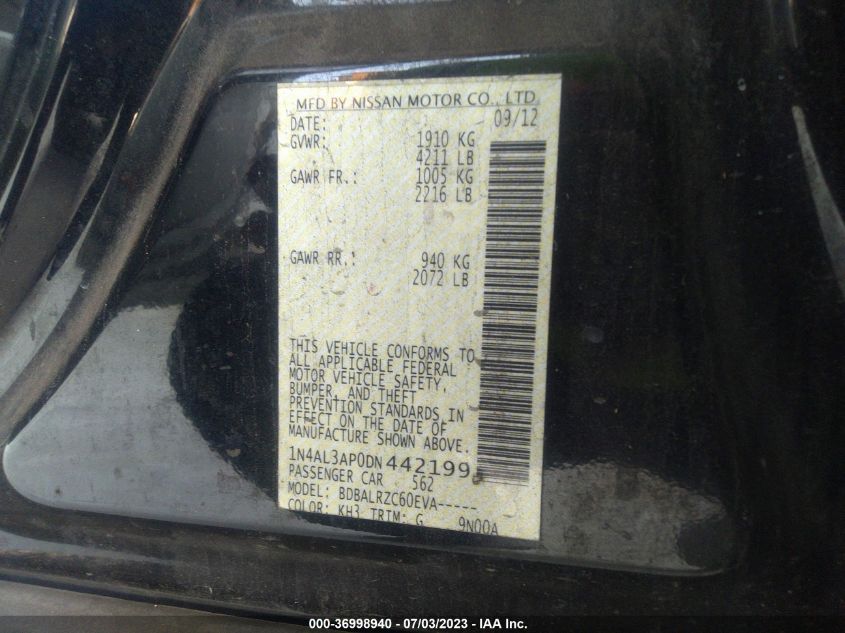 MFD BY NISSAN MOTOR CO., LTD.
DATE: 09/12
GVWR: 1910 KG
4211 LB
GAWR FR.: 1005 KG
2216 LB
GAWR RR.: 940 KG
2072 LB
THIS VEHICLE CONFORMS TO
ALL APPLICABLE FEDERAL
MOTOR VEHICLE SAFETY,
BUMPER, AND THEFT
PREVENTION STANDARDS IN
EFFECT ON THE DATE OF
MANUFACTURE SHOWN ABOVE.
1N4AL3AP0DN442199
PASSENGER CAR 562
MODEL: BDBALRZC60EVA-----
COLOR: KH3 TRIM: G 9N00A
000-36998940 - 07/03/2023 - IAA Inc.